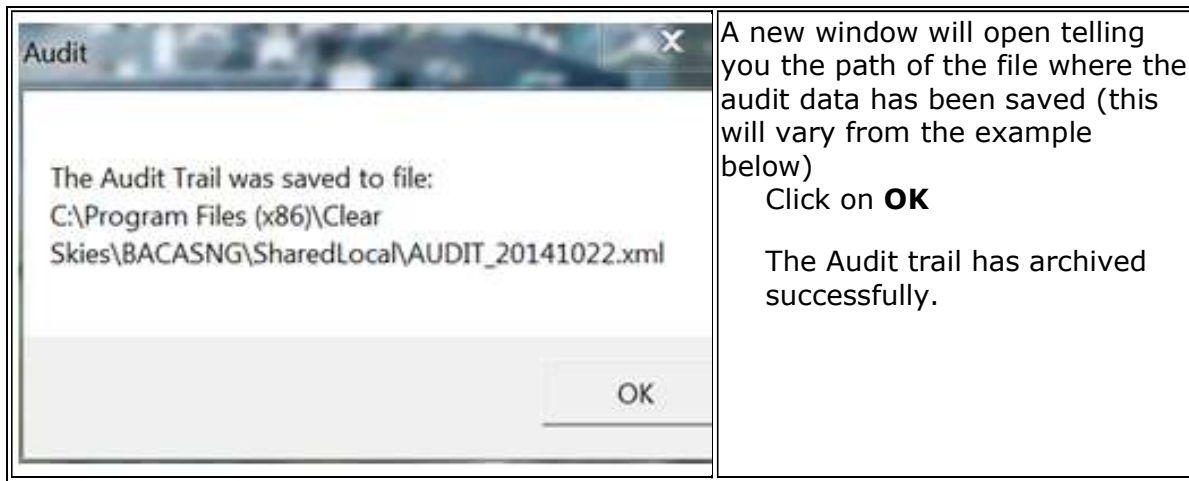 Audit
X
The Audit Trail was saved to file:
C:\Program Files (x86)\Clear
Skies\BACASNG\SharedLocal\AUDIT_20141022.xml
OK
A new window will open telling
you the path of the file where the
audit data has been saved (this
will vary from the example
below)
Click on OK
The Audit trail has archived
successfully.